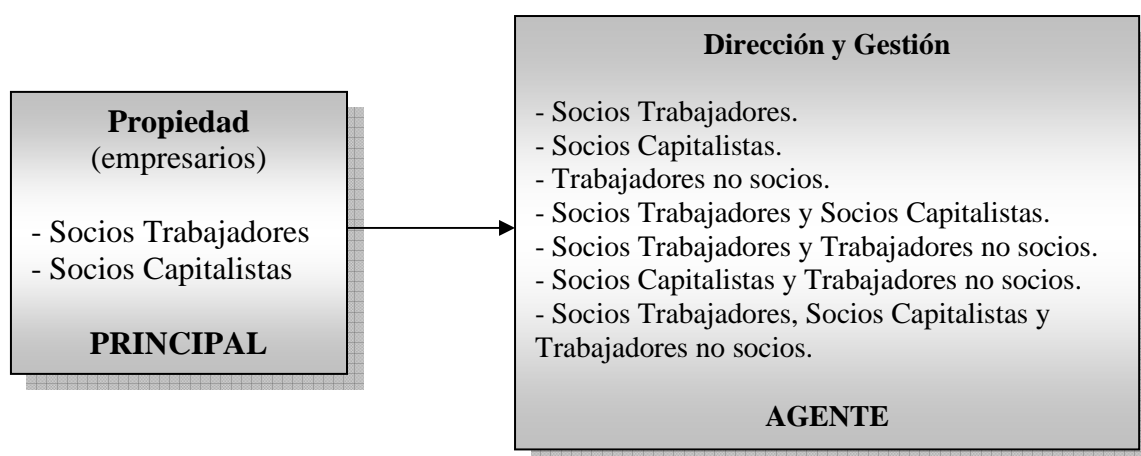 Propiedad
(empresarios)
- Socios Trabajadores
- Socios Capitalistas
PRINCIPAL
Dirección y Gestión
- Socios Trabajadores.
- Socios Capitalistas.
- Trabajadores no socios.
- Socios Trabajadores y Socios Capitalistas.
- Socios Trabajadores y Trabajadores no socios.
- Socios Capitalistas y Trabajadores no socios.
- Socios Trabajadores, Socios Capitalistas y
Trabajadores no socios.
AGENTE